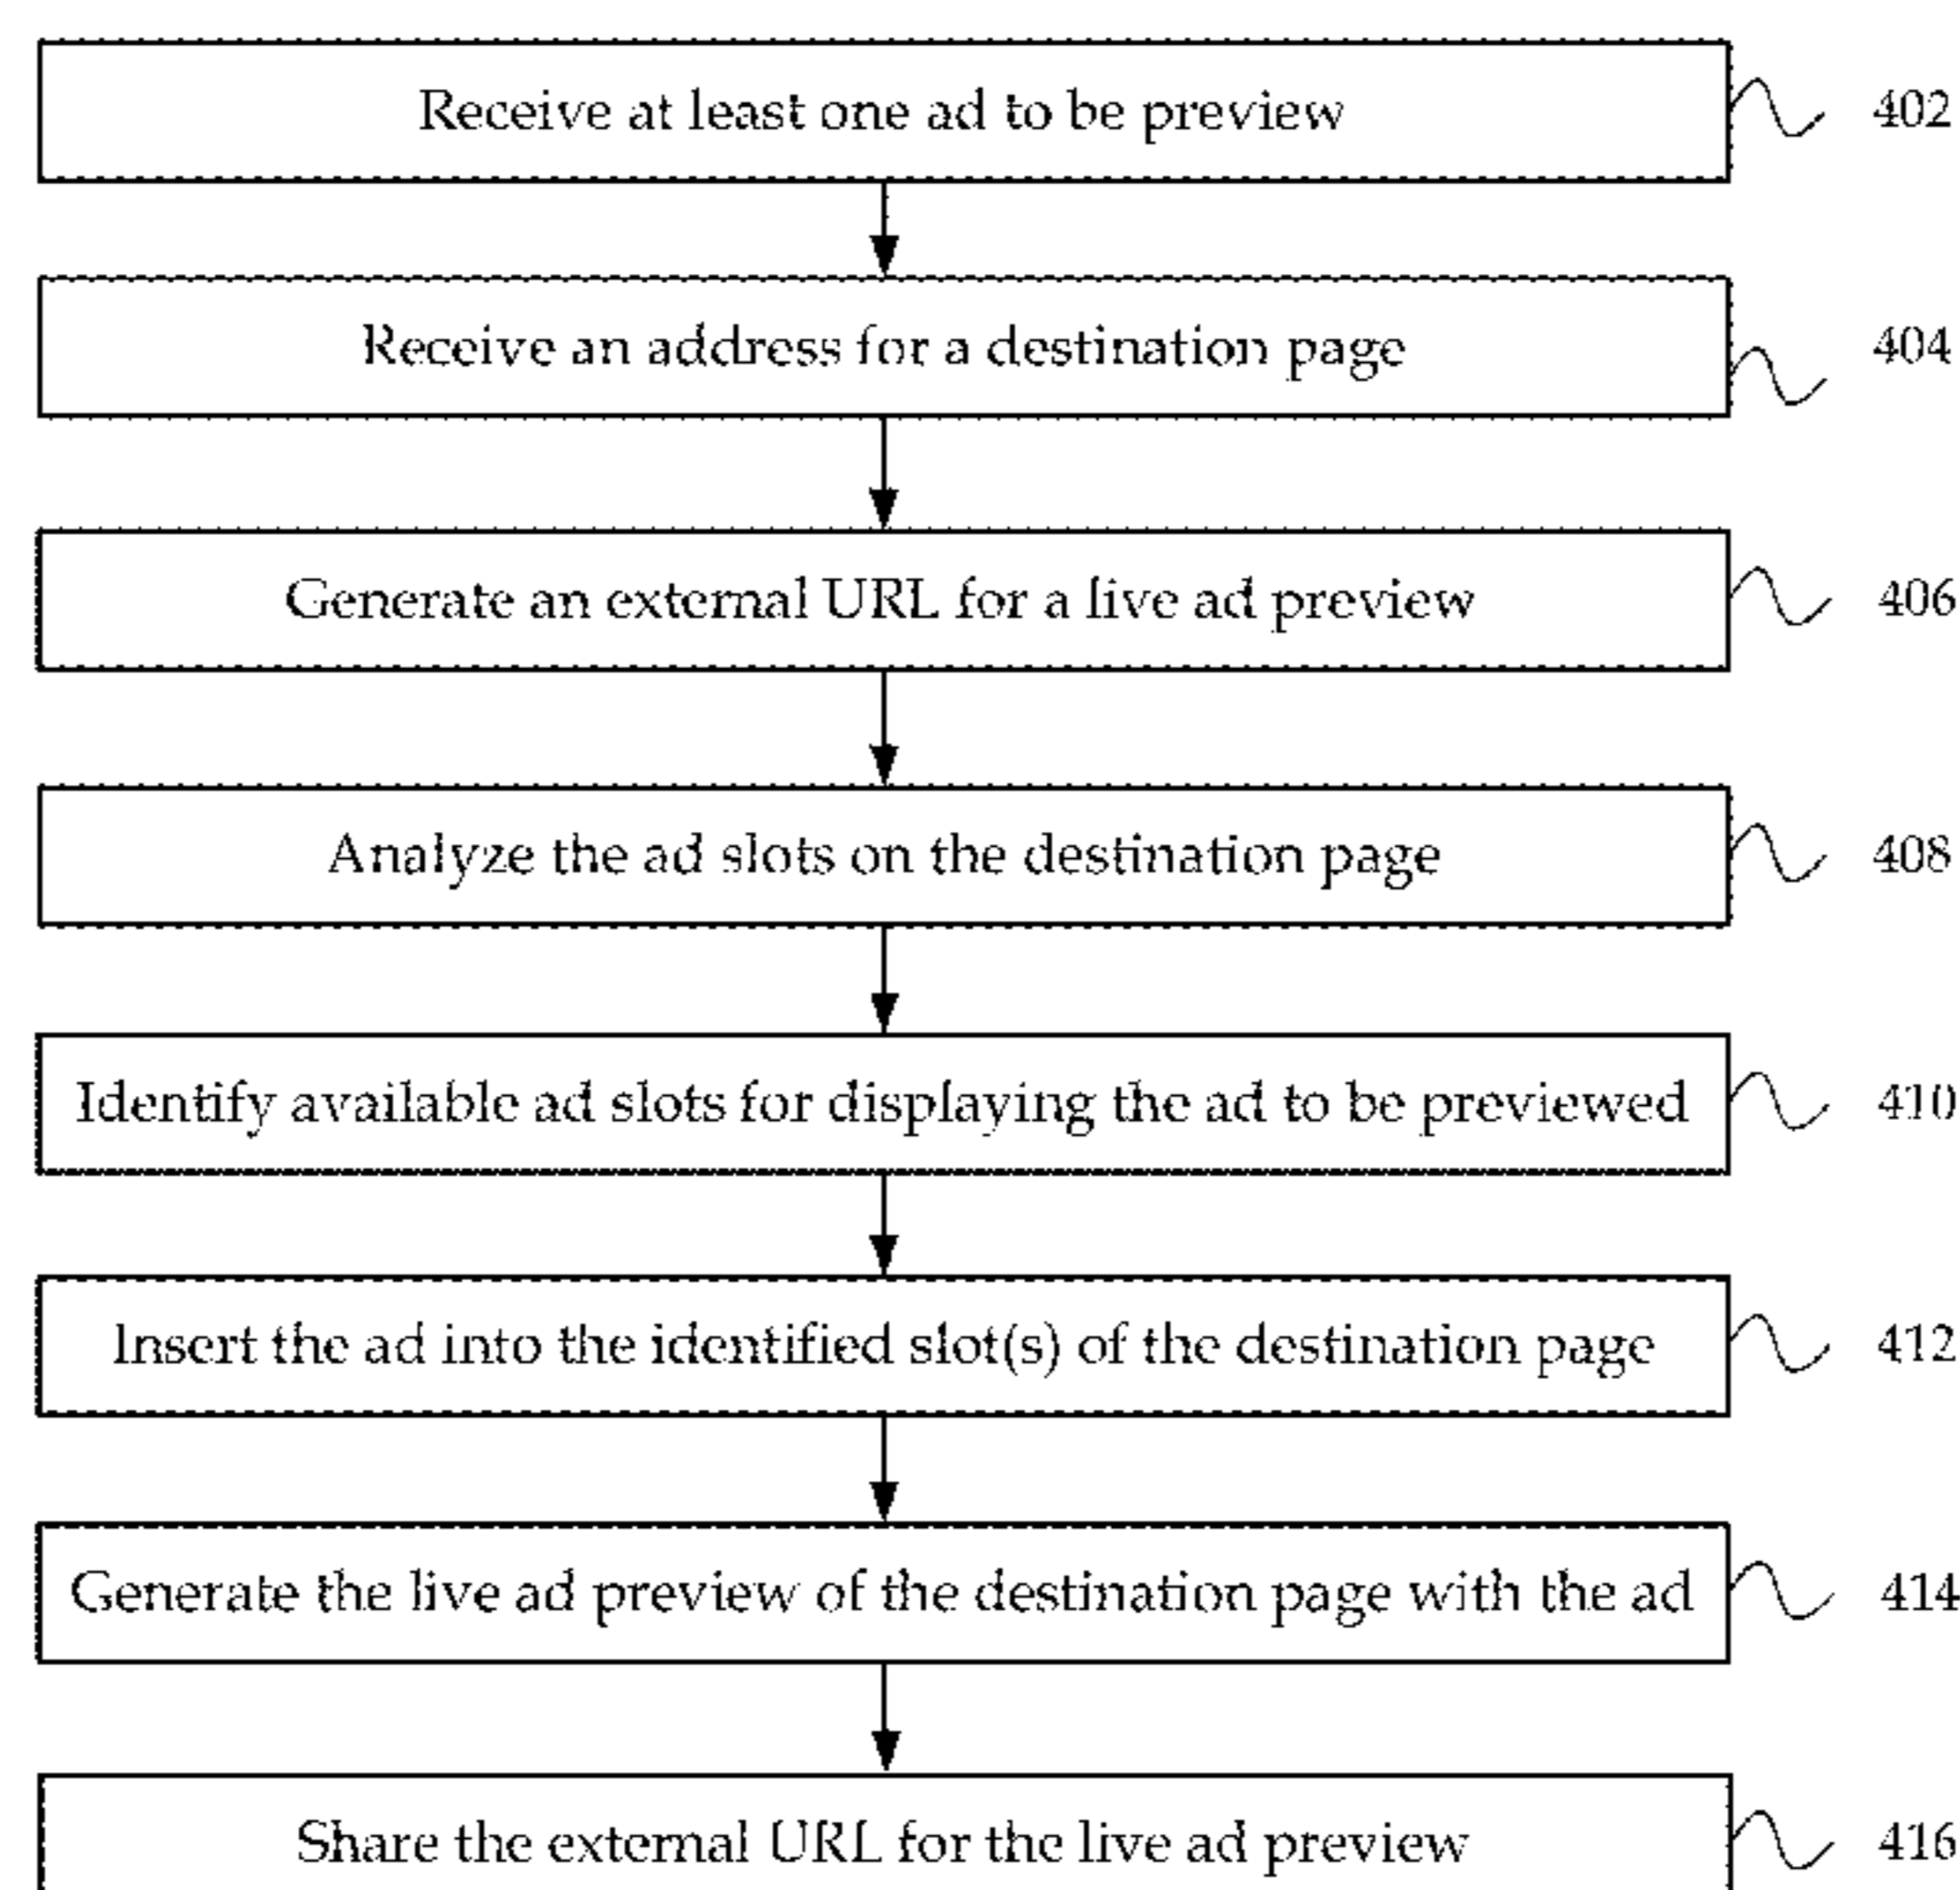 Receive at least one ad to be preview 402
Receive an address for a destination page 404
Generate an external URL for a live ad preview 406
Analyze the ad slots on the destination page 408
Identify available ad slots for displaying the ad to be previewed 410
Insert the ad into the identified slot(s) of the destination page 412
Generate the live ad preview of the destination page with the ad 414
Share the external URL for the live ad preview 416